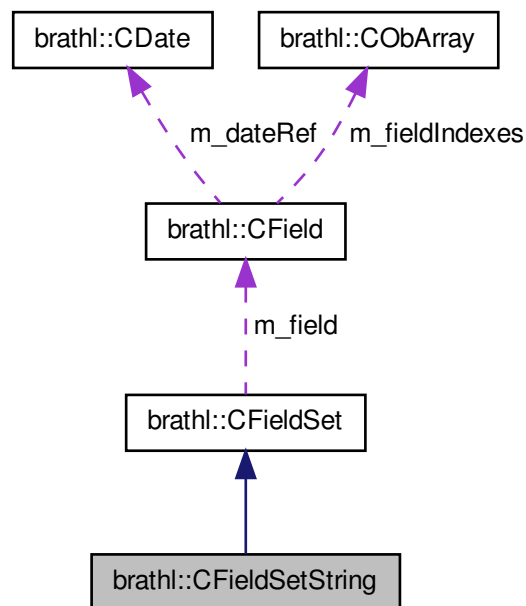 brathl::CDate
brathl::CObArray
m_dateRef
m_fieldIndexes
brathl::CField
m_field
brathl::CFieldSet
brathl::CFieldSetString